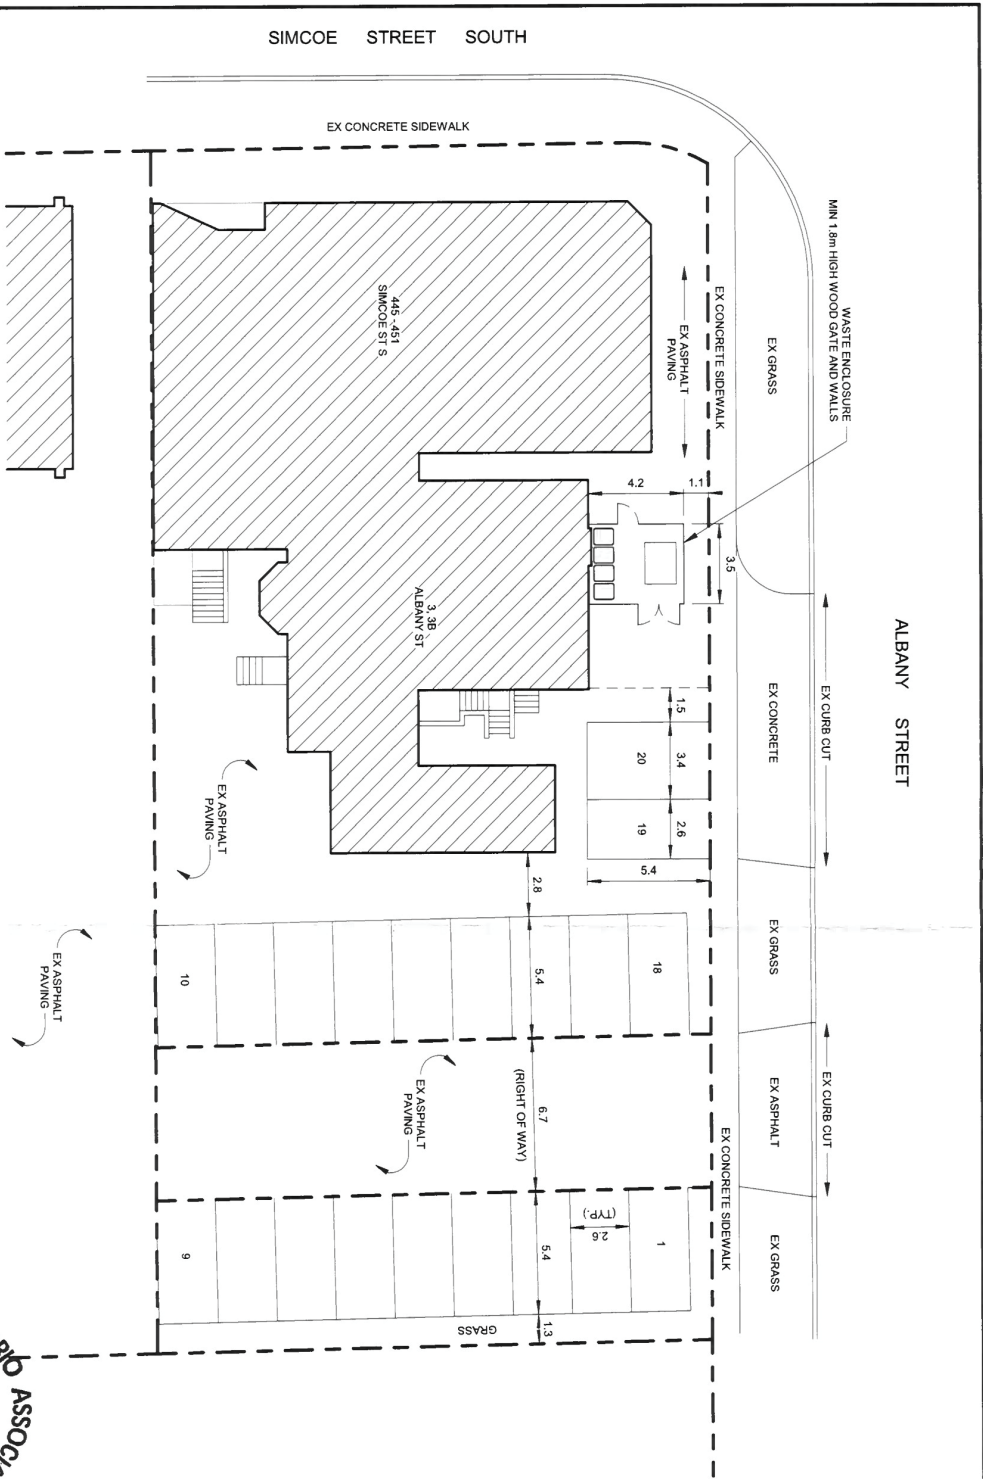 SIMCOE STREET SOUTH
EX CONCRETE SIDEWALK
MIN 1.8m HIGH WOOD GATE AND WALLS
WASTE ENCLOSURE
EX CONCRETE SIDEWALK
EX GRASS
EX ASPHALT
PAVING
445 -451
SIMCOE ST S
4.2
1.1
3.5
ALBANY STREET
EX CURB CUT
EX CONCRETE
3, 3B
ALBANY ST
1.5
20
3.4
19
2.6
5.4
EX ASPHALT
PAVING
2.8
EX GRASS
18
5.4
10
EX ASPHALT
PAVING
6.7
(RIGHT OF WAY)
EX ASPHALT
PAVING
EX CURB CUT
EX ASPHALT
EX CONCRETE SIDEWALK
2.6
(TYP.)
1
5.4
9
EX GRASS
1.3
GRASS
ASSOCI